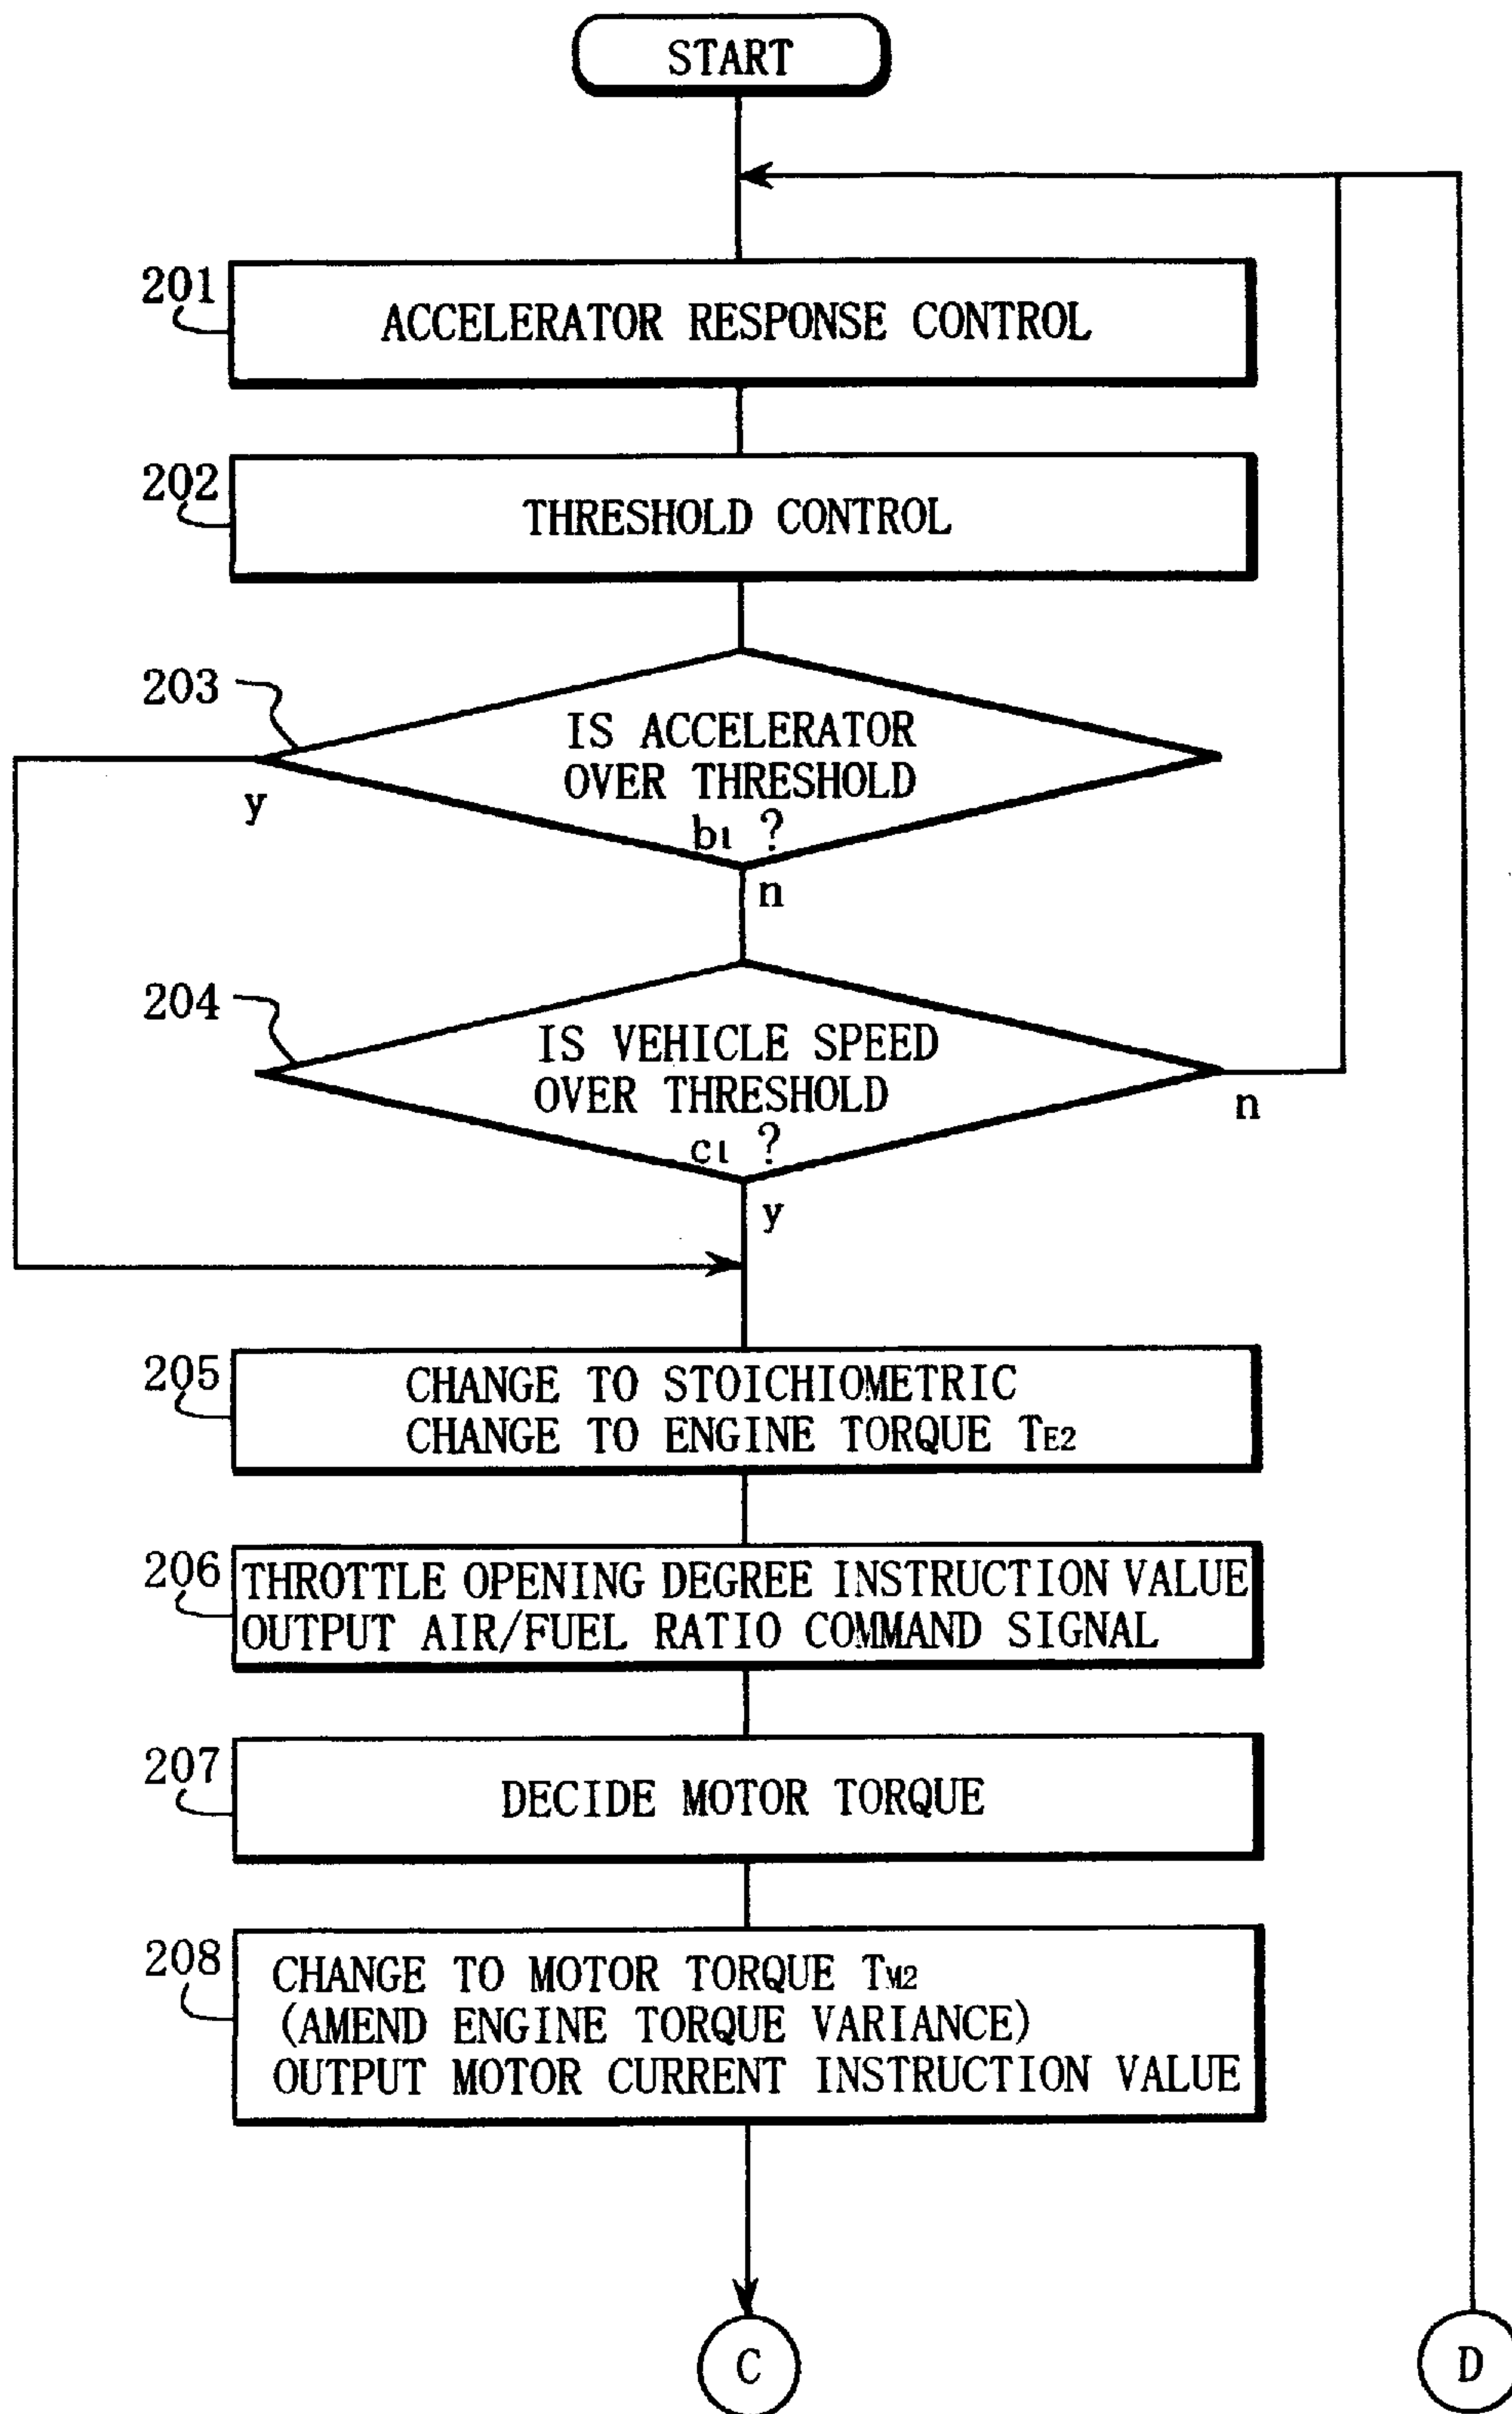 START
201
ACCELERATOR RESPONSE CONTROL
202
THRESHOLD CONTROL
203
IS ACCELERATOR
OVER THRESHOLD
b1 ?
y
n
204
IS VEHICLE SPEED
OVER THRESHOLD
c1 ?
n
y
205
CHANGE TO STOICHIOMETRIC
CHANGE TO ENGINE TORQUE TE2
206
THROTTLE OPENING DEGREE INSTRUCTION VALUE
OUTPUT AIR/FUEL RATIO COMMAND SIGNAL
207
DECIDE MOTOR TORQUE
208
CHANGE TO MOTOR TORQUE TM2
(AMEND ENGINE TORQUE VARIANCE)
OUTPUT MOTOR CURRENT INSTRUCTION VALUE
C
D